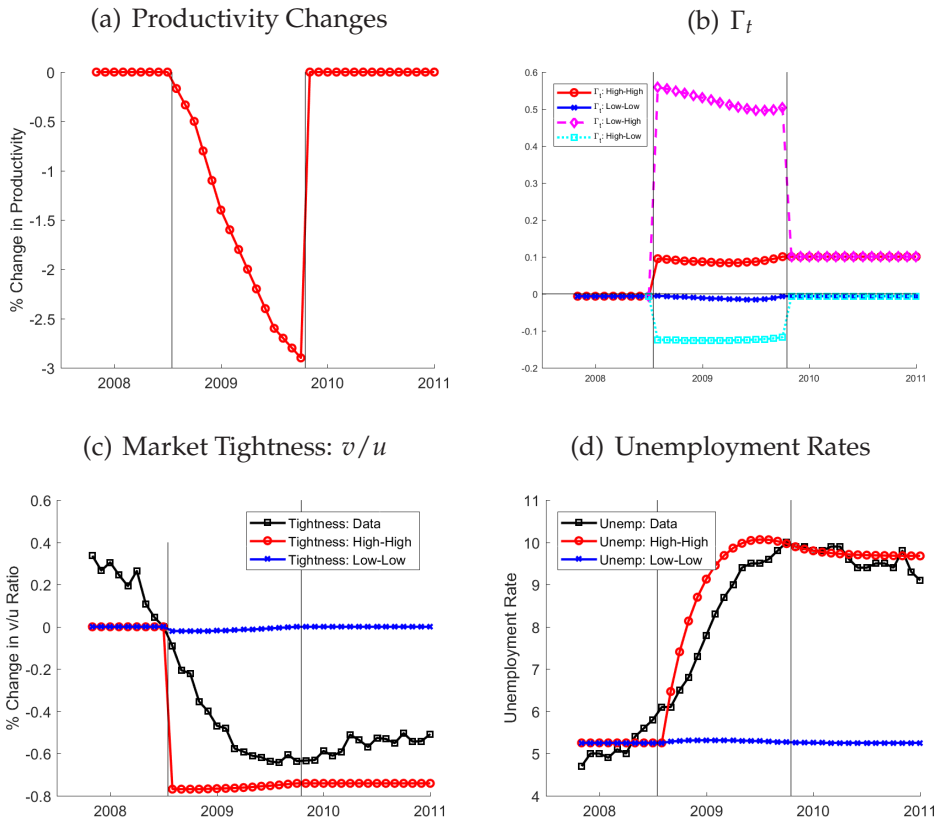 (a) Productivity Changes
0
-0.5
-1
-1.5
-2
-2.5
-3
% Change in Productivity
2008 2009 2010 2011
(b) Γt
0.6
0.5
0.4
0.3
0.2
0.1
0
-0.1
-0.2
Γt: High-High
Γt: Low-Low
Γt: Low-High
Γt: High-Low
2008 2009 2010 2011
(c) Market Tightness: v/u
0.6
0.4
0.2
0
-0.2
-0.4
-0.6
-0.8
% Change in v/u Ratio
Tightness: Data
Tightness: High-High
Tightness: Low-Low
2008 2009 2010 2011
(d) Unemployment Rates
11
10
9
8
7
6
5
4
Unemployment Rate
Unemp: Data
Unemp: High-High
Unemp: Low-Low
2008 2009 2010 2011